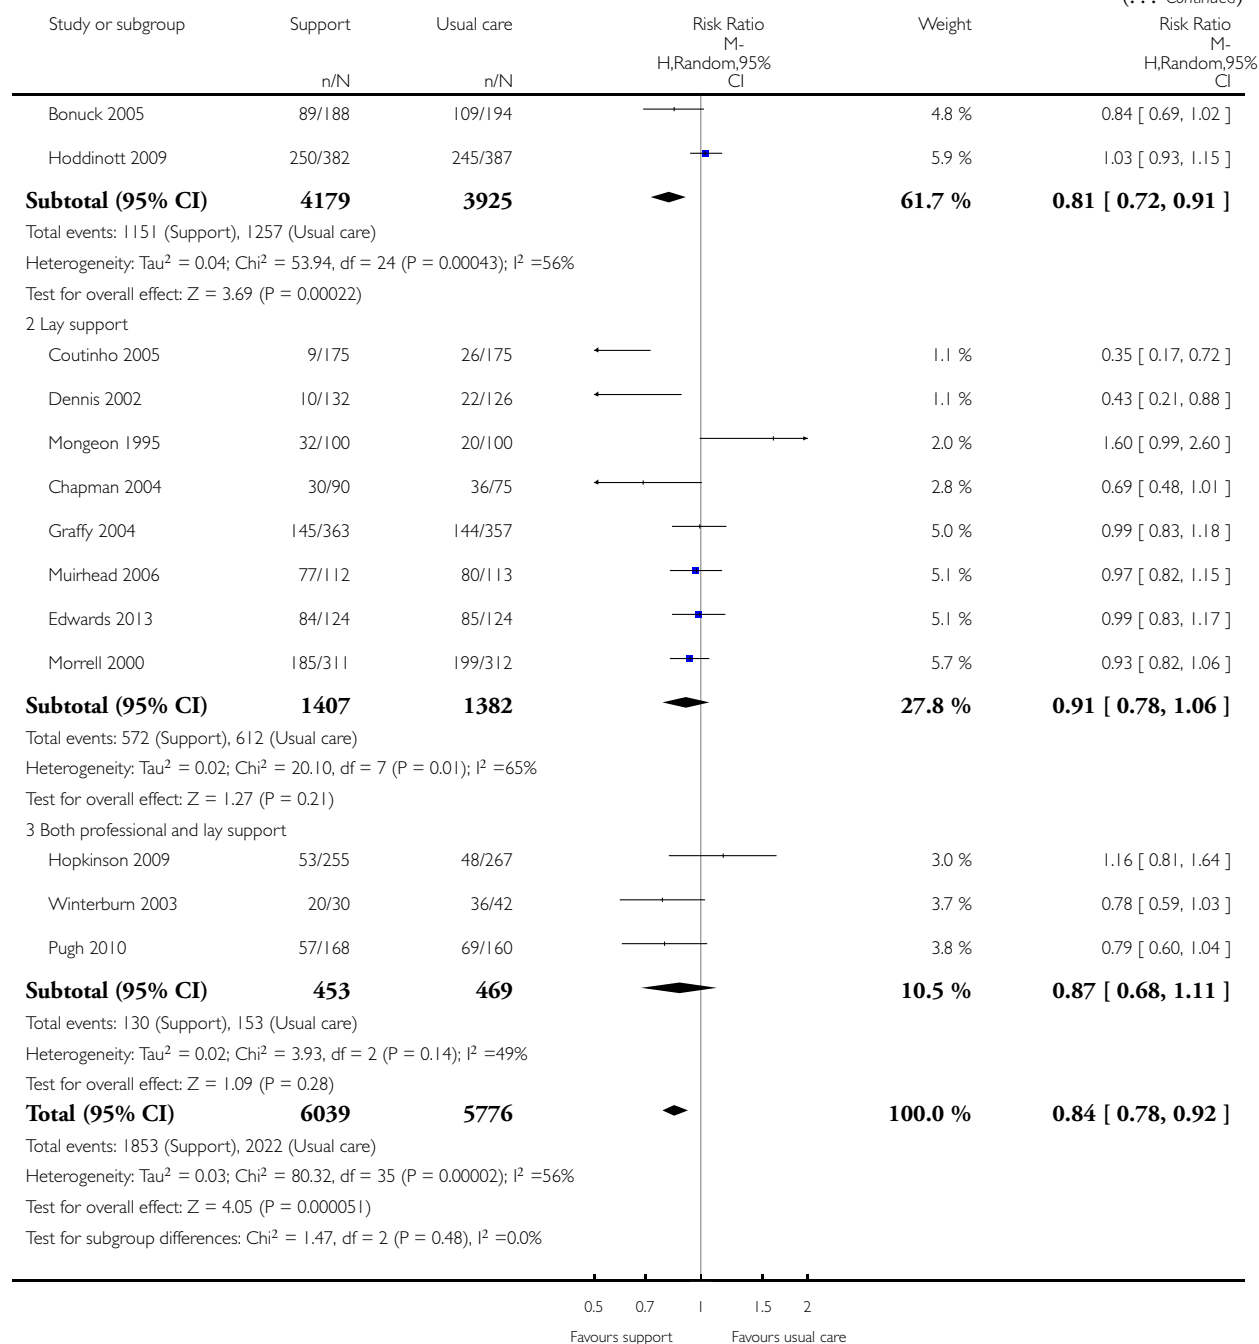 (. . . Continued)
Study or subgroup Support Usual care Risk Ratio Weight Risk Ratio
M- M-
H,Random,95% H,Random,95%
n/N n/N CI CI
Bonuck 2005 89/188 109/194 4.8 % 0.84 [ 0.69, 1.02 ]
Hoddinott 2009 250/382 245/387 5.9 % 1.03 [ 0.93, 1.15 ]
Subtotal (95% CI) 4179 3925 61.7 % 0.81 [ 0.72, 0.91 ]
Total events: 1151 (Support), 1257 (Usual care)
Heterogeneity: Tau² = 0.04; Chi² = 53.94, df = 24 (P = 0.00043); I² =56%
Test for overall effect: Z = 3.69 (P = 0.00022)
2 Lay support
Coutinho 2005 9/175 26/175 1.1 % 0.35 [ 0.17, 0.72 ]
Dennis 2002 10/132 22/126 1.1 % 0.43 [ 0.21, 0.88 ]
Mongeon 1995 32/100 20/100 2.0 % 1.60 [ 0.99, 2.60 ]
Chapman 2004 30/90 36/75 2.8 % 0.69 [ 0.48, 1.01 ]
Graffy 2004 145/363 144/357 5.0 % 0.99 [ 0.83, 1.18 ]
Muirhead 2006 77/112 80/113 5.1 % 0.97 [ 0.82, 1.15 ]
Edwards 2013 84/124 85/124 5.1 % 0.99 [ 0.83, 1.17 ]
Morrell 2000 185/311 199/312 5.7 % 0.93 [ 0.82, 1.06 ]
Subtotal (95% CI) 1407 1382 27.8 % 0.91 [ 0.78, 1.06 ]
Total events: 572 (Support), 612 (Usual care)
Heterogeneity: Tau² = 0.02; Chi² = 20.10, df = 7 (P = 0.01); I² =65%
Test for overall effect: Z = 1.27 (P = 0.21)
3 Both professional and lay support
Hopkinson 2009 53/255 48/267 3.0 % 1.16 [ 0.81, 1.64 ]
Winterburn 2003 20/30 36/42 3.7 % 0.78 [ 0.59, 1.03 ]
Pugh 2010 57/168 69/160 3.8 % 0.79 [ 0.60, 1.04 ]
Subtotal (95% CI) 453 469 10.5 % 0.87 [ 0.68, 1.11 ]
Total events: 130 (Support), 153 (Usual care)
Heterogeneity: Tau² = 0.02; Chi² = 3.93, df = 2 (P = 0.14); I² =49%
Test for overall effect: Z = 1.09 (P = 0.28)
Total (95% CI) 6039 5776 100.0 % 0.84 [ 0.78, 0.92 ]
Total events: 1853 (Support), 2022 (Usual care)
Heterogeneity: Tau² = 0.03; Chi² = 80.32, df = 35 (P = 0.00002); I² =56%
Test for overall effect: Z = 4.05 (P = 0.000051)
Test for subgroup differences: Chi² = 1.47, df = 2 (P = 0.48), I² =0.0%
0.5 0.7 1 1.5 2
Favours support Favours usual care